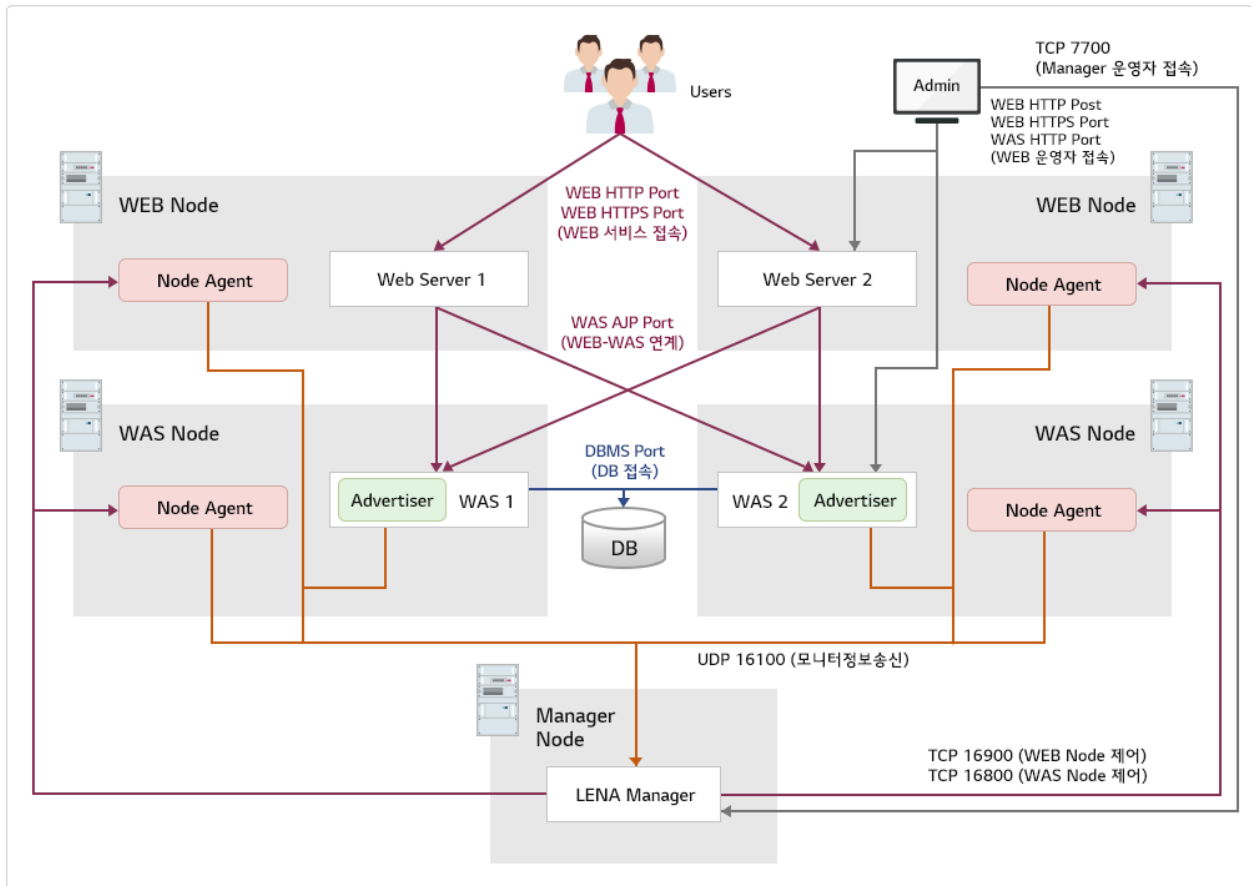 TCP 7700
(Manager 운영자 접속)
Admin
Users
WEB HTTP Post
WEB HTTPS Port
WAS HTTP Port
(WEB 운영자 접속)
WEB Node
WEB HTTP Port
WEB HTTPS Port
(WEB 서비스 접속)
WEB Node
Node Agent
Web Server 1
Web Server 2
Node Agent
WAS AJP Port
(WEB-WAS 연계)
WAS Node
WAS Node
DBMS Port
(DB 접속)
Node Agent
Advertiser
WAS 1
WAS 2
Advertiser
Node Agent
DB
UDP 16100 (모니터정보송신)
Manager
Node
TCP 16900 (WEB Node 제어)
TCP 16800 (WAS Node 제어)
LENA Manager